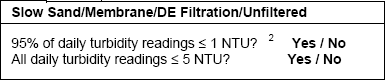 Slow Sand/Membrane/DE Filtration/Unfiltered
95% of daily turbidity readings ≤ 1 NTU? 2 Yes / No
All daily turbidity readings ≤ 5 NTU? Yes / No